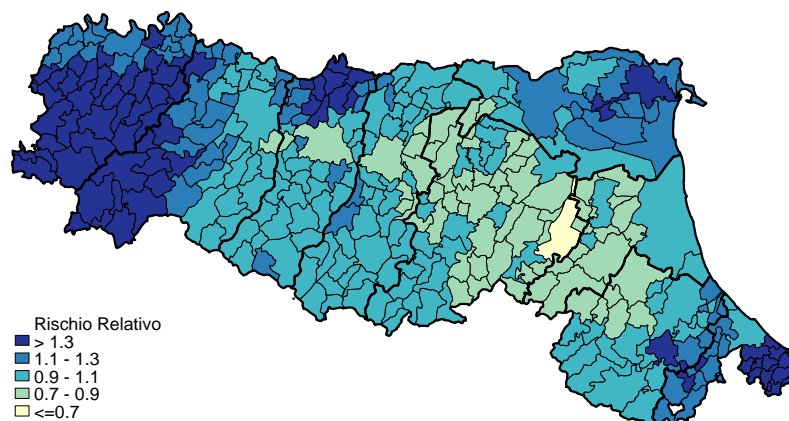 Rischio Relativo
> 1.3
1.1 - 1.3
0.9 - 1.1
0.7 - 0.9
<=0.7